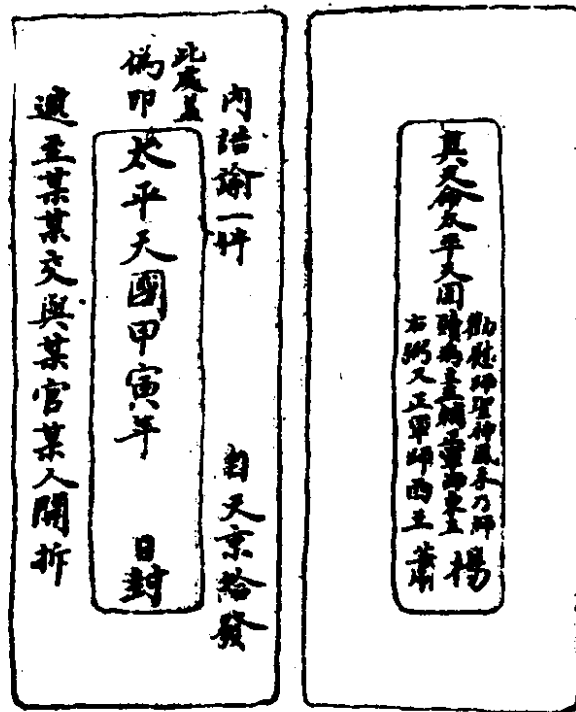 真天命太平天囯
勸慰師聖神風禾乃師
贖病主左輔正軍師東王
楊
右弼又正軍師西王
蕭
內誥諭一件
自天京給發
此處蓋
偽印
太平天國甲寅年
日封
遞至某某交與某官某人開拆